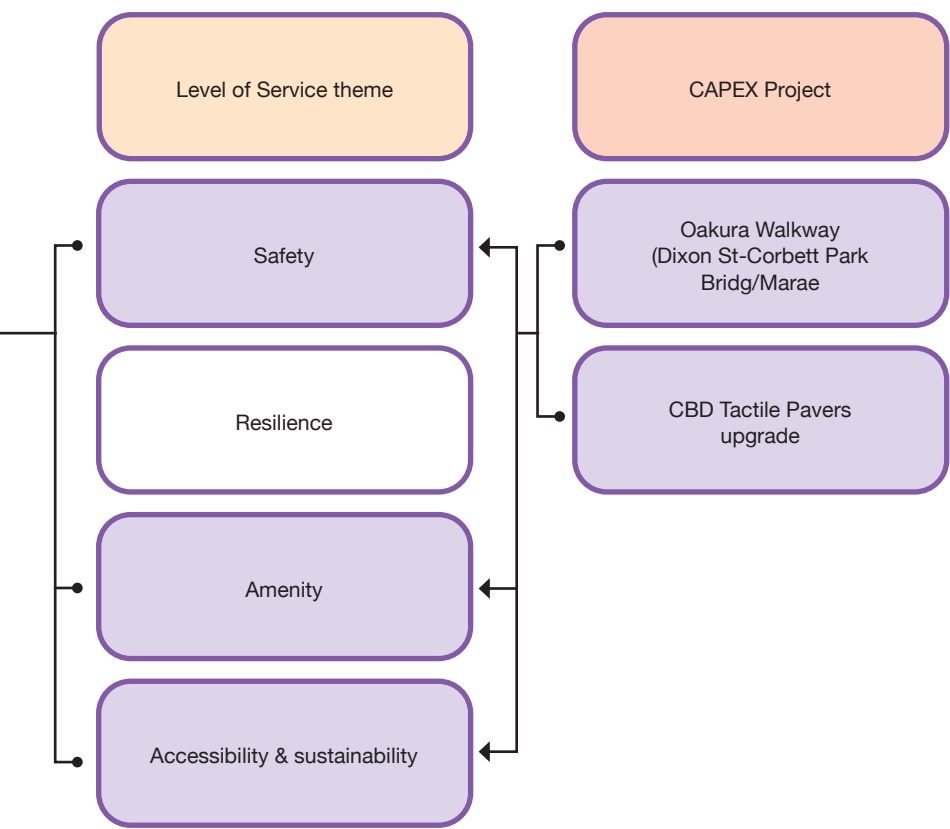 Level of Service theme
CAPEX Project
Safety
Oakura Walkway
(Dixon St-Corbett Park
Bridg/Marae
Resilience
CBD Tactile Pavers
upgrade
Amenity
Accessibility & sustainability